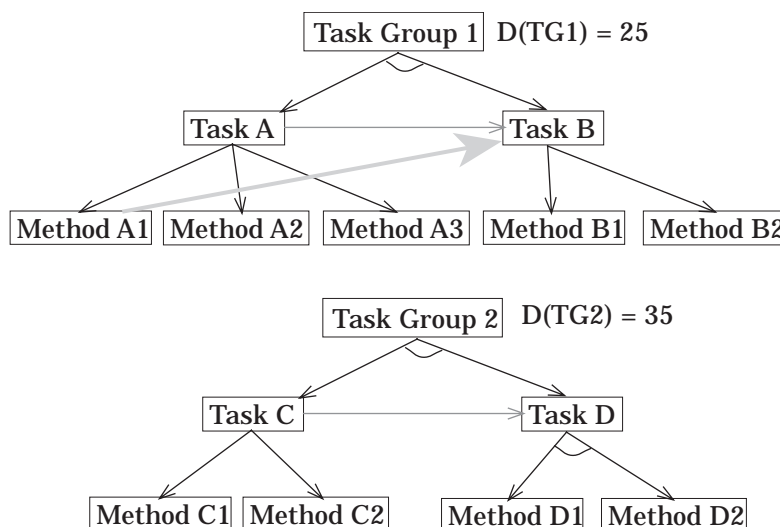 Task Group 1 D(TG1) = 25
Task A Task B
Method A1 Method A2 Method A3 Method B1 Method B2
Task Group 2 D(TG2) = 35
Task C Task D
Method C1 Method C2 Method D1 Method D2